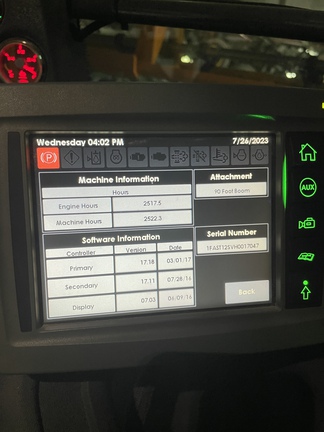 Wednesday 04:02 PM 7/26/2023
Machine Information
Hours
Engine Hours 2517.5
Machine Hours 2522.3
Attachment
90 Foot Boom
Software Information
Controller Version Date
Primary 17.18 03/01/17
Secondary 17.11 07/28/16
Display 07.03 06/09/16
Serial Number
1FAST12SVH0017047
Back
AUX